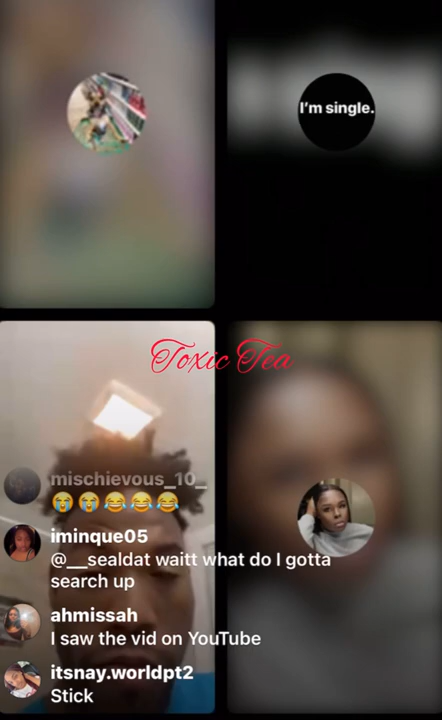 I'm single.
Toxic Tea
mischievous_10_
😭😭😂😂😂
iminque05
@__sealdat waitt what do I gotta
search up
ahmissah
I saw the vid on YouTube
itsnay.worldpt2
Stick